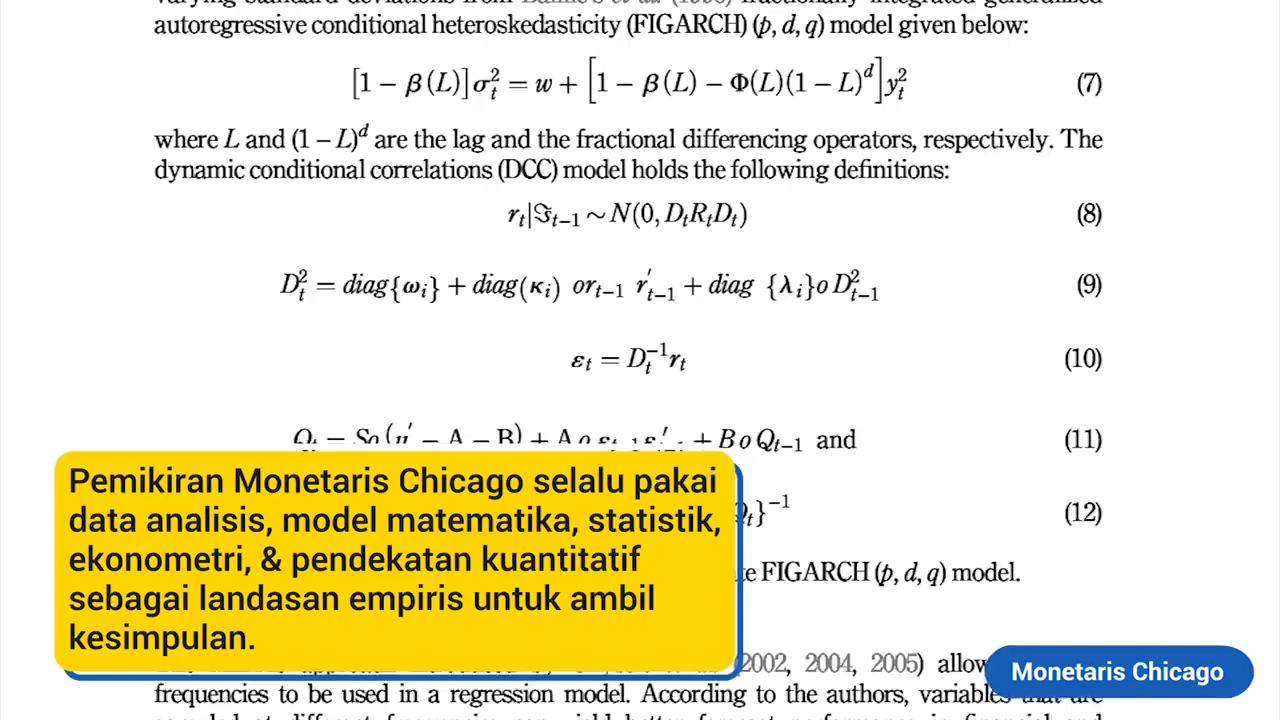 autoregressive conditional heteroskedasticity (FIGARCH) (p, d, q) model given below:
[1 − β(L)]σ²ₜ = w + [1 − β(L) − Φ(L)(1 − L)ᵈ]y²ₜ (7)
where L and (1 − L)ᵈ are the lag and the fractional differencing operators, respectively. The
dynamic conditional correlations (DCC) model holds the following definitions:
rₜ|ℑₜ₋₁ ~ N(0, DₜRₜDₜ) (8)
D²ₜ = diag{ωᵢ} + diag(κᵢ) orₜ₋₁ r′ₜ₋₁ + diag {λᵢ}oD²ₜ₋₁ (9)
εₜ = Dₜ⁻¹rₜ (10)
+ BoQₜ₋₁ and (11)
}⁻¹ (12)
FIGARCH (p, d, q) model.
Pemikiran Monetaris Chicago selalu pakai
data analisis, model matematika, statistik,
ekonometri, & pendekatan kuantitatif
sebagai landasan empiris untuk ambil
kesimpulan.
(2002, 2004, 2005)
Monetaris Chicago
frequencies to be used in a regression model. According to the authors, variables